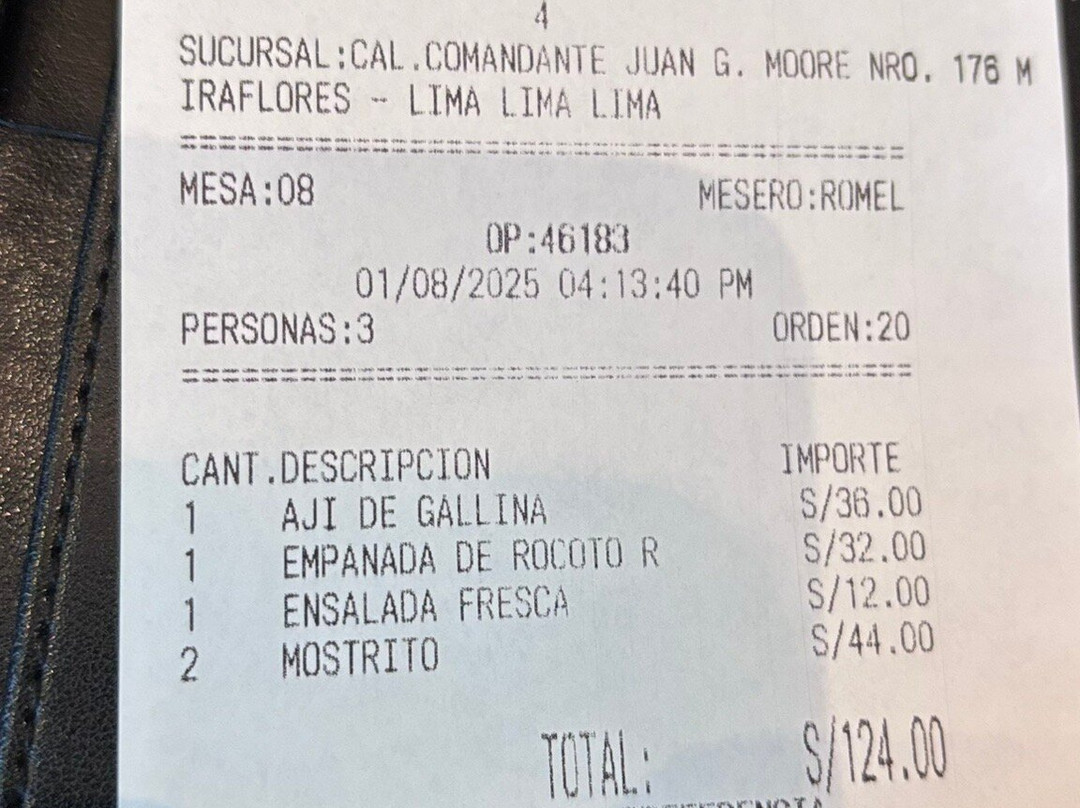 4
SUCURSAL:CAL.COMANDANTE JUAN G. MOORE NRO. 176 M
IRAFLORES - LIMA LIMA LIMA
================================================
MESA:08 MESERO:ROMEL
OP:46183
01/08/2025 04:13:40 PM
PERSONAS:3 ORDEN:20
================================================
CANT.DESCRIPCION IMPORTE
1 AJI DE GALLINA S/36.00
1 EMPANADA DE ROCOTO R S/32.00
1 ENSALADA FRESCA S/12.00
2 MOSTRITO S/44.00
TOTAL: S/124.00